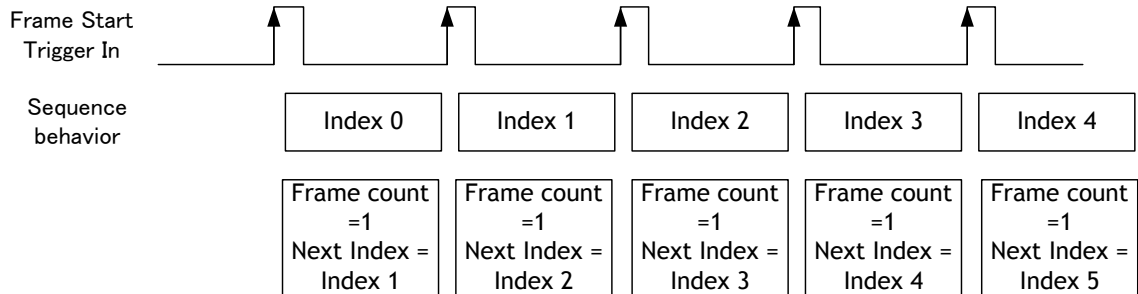 Frame Start
Trigger In
Sequence
behavior
Index 0
Index 1
Index 2
Index 3
Index 4
Frame count
=1
Next Index =
Index 1
Frame count
=1
Next Index =
Index 2
Frame count
=1
Next Index =
Index 3
Frame count
=1
Next Index =
Index 4
Frame count
=1
Next Index =
Index 5